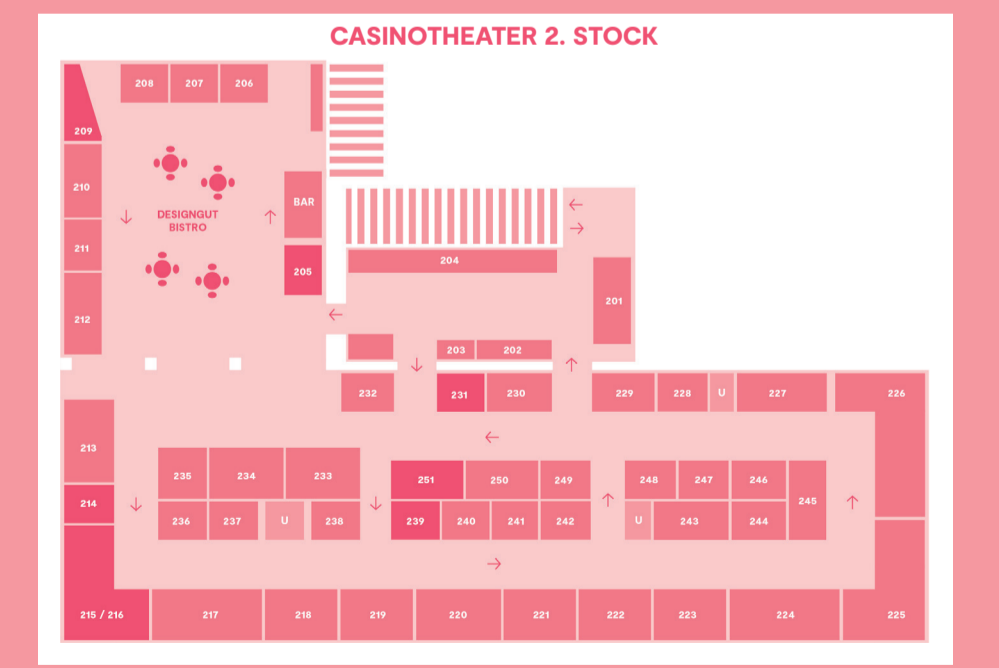 CASINOTHEATER 2. STOCK
208 207 206
209
210
BAR
DESIGNGUT
BISTRO
211
205
212
204
201
203 202
232 231 230 229 228 U 227 226
213
214
235 234 233
236 237 U 238
251 250 249
239 240 241 242
248 247 246 245
U 243 244
215 / 216 217 218 219 220 221 222 223 224 225